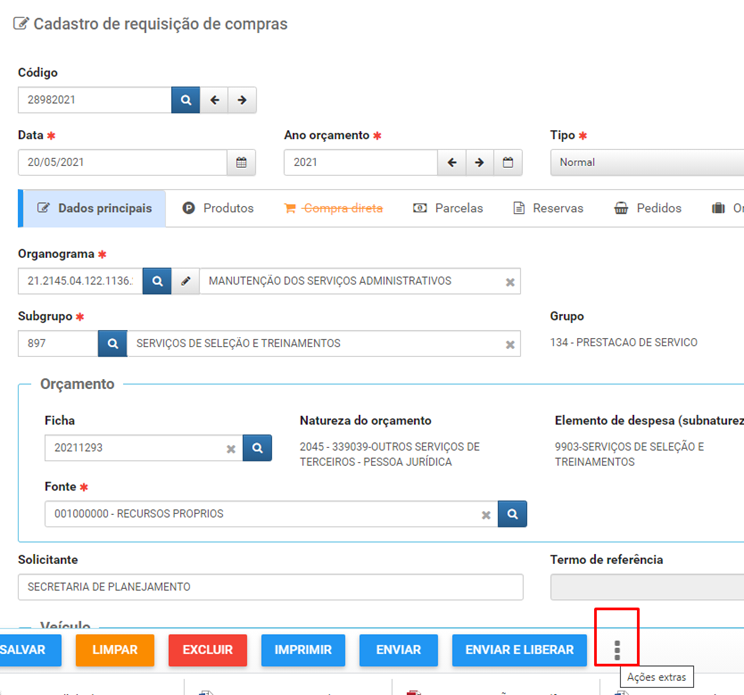 Cadastro de requisição de compras
Código
28982021
Data * Ano orçamento * Tipo *
20/05/2021 2021 Normal
Dados principais Produtos Compra direta Parcelas Reservas Pedidos
Organograma *
21.2145.04.122.1136. MANUTENÇÃO DOS SERVIÇOS ADMINISTRATIVOS
Subgrupo * Grupo
897 SERVIÇOS DE SELEÇÃO E TREINAMENTOS 134 - PRESTACAO DE SERVICO
Orçamento
Ficha Natureza do orçamento Elemento de despesa (subnaturez
20211293 2045 - 339039-OUTROS SERVIÇOS DE 9903-SERVIÇOS DE SELEÇÃO E
TERCEIROS - PESSOA JURÍDICA TREINAMENTOS
Fonte *
001000000 - RECURSOS PROPRIOS
Solicitante Termo de referência
SECRETARIA DE PLANEJAMENTO
Veículo
SALVAR LIMPAR EXCLUIR IMPRIMIR ENVIAR ENVIAR E LIBERAR
Ações extras